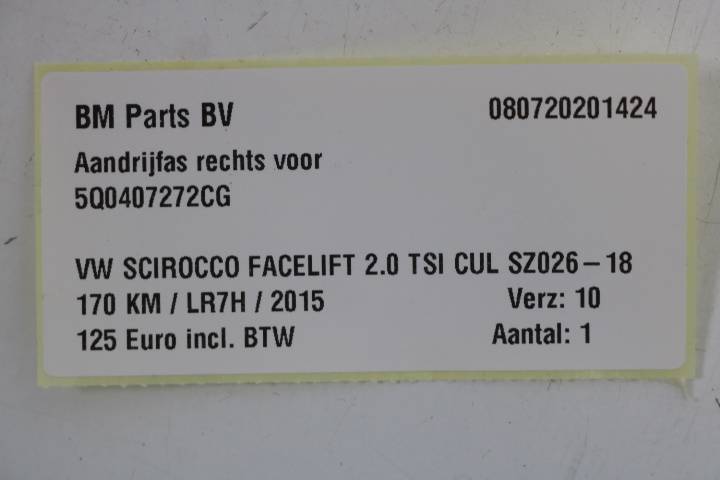 BM Parts BV 080720201424
Aandrijfas rechts voor
5Q0407272CG
VW SCIROCCO FACELIFT 2.0 TSI CUL SZ026-18
170 KM / LR7H / 2015 Verz: 10
125 Euro incl. BTW Aantal: 1